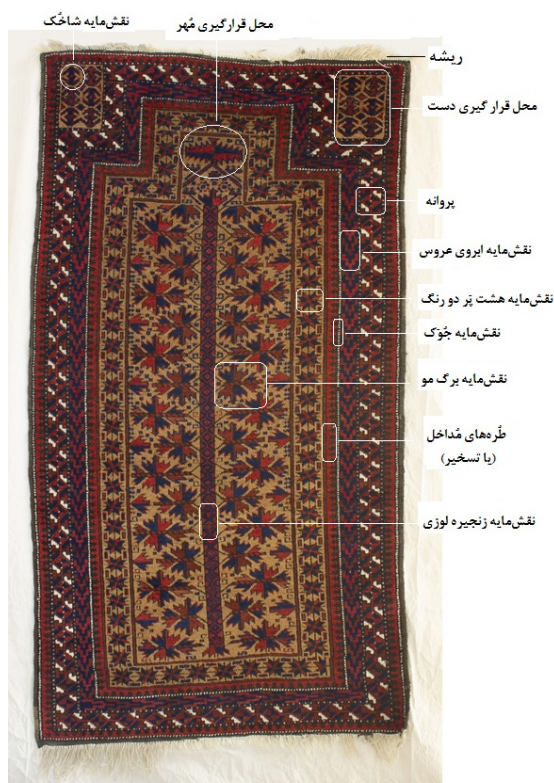 نقش‌مایه شاخُک
محل قرارگیری مُهر
ریشه
محل قرار گیری دست
پروانه
نقش‌مایه ابروی عروس
نقش‌مایه هشت پَر دو رنگ
نقش‌مایه جُوَک
نقش‌مایه برگ مو
طُره‌های مُداخل
(یا تسخیر)
نقش‌مایه زنجیره لوزی